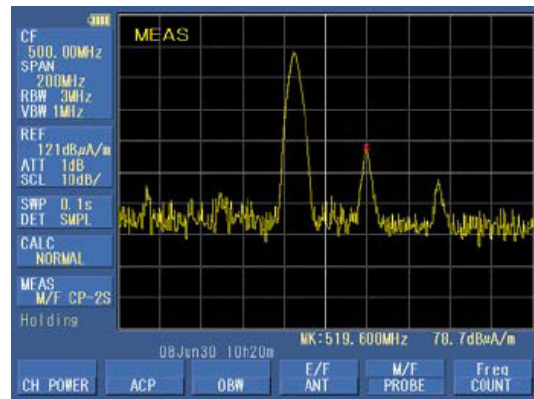 MEAS
CF
500.00MHz
SPAN
200MHz
RBW 3MHz
VBW 1MHz
REF
121dBµA/m
ATT 1dB
SCL 10dB/
SWP 0.1s
DET SMPL
CALC
NORMAL
MEAS
M/F CP-2S
Holding
MK:519.600MHz 78.7dBµA/m
08Jun30 10h20m
CH POWER
ACP
OBW
E/F
ANT
M/F
PROBE
Freq
COUNT